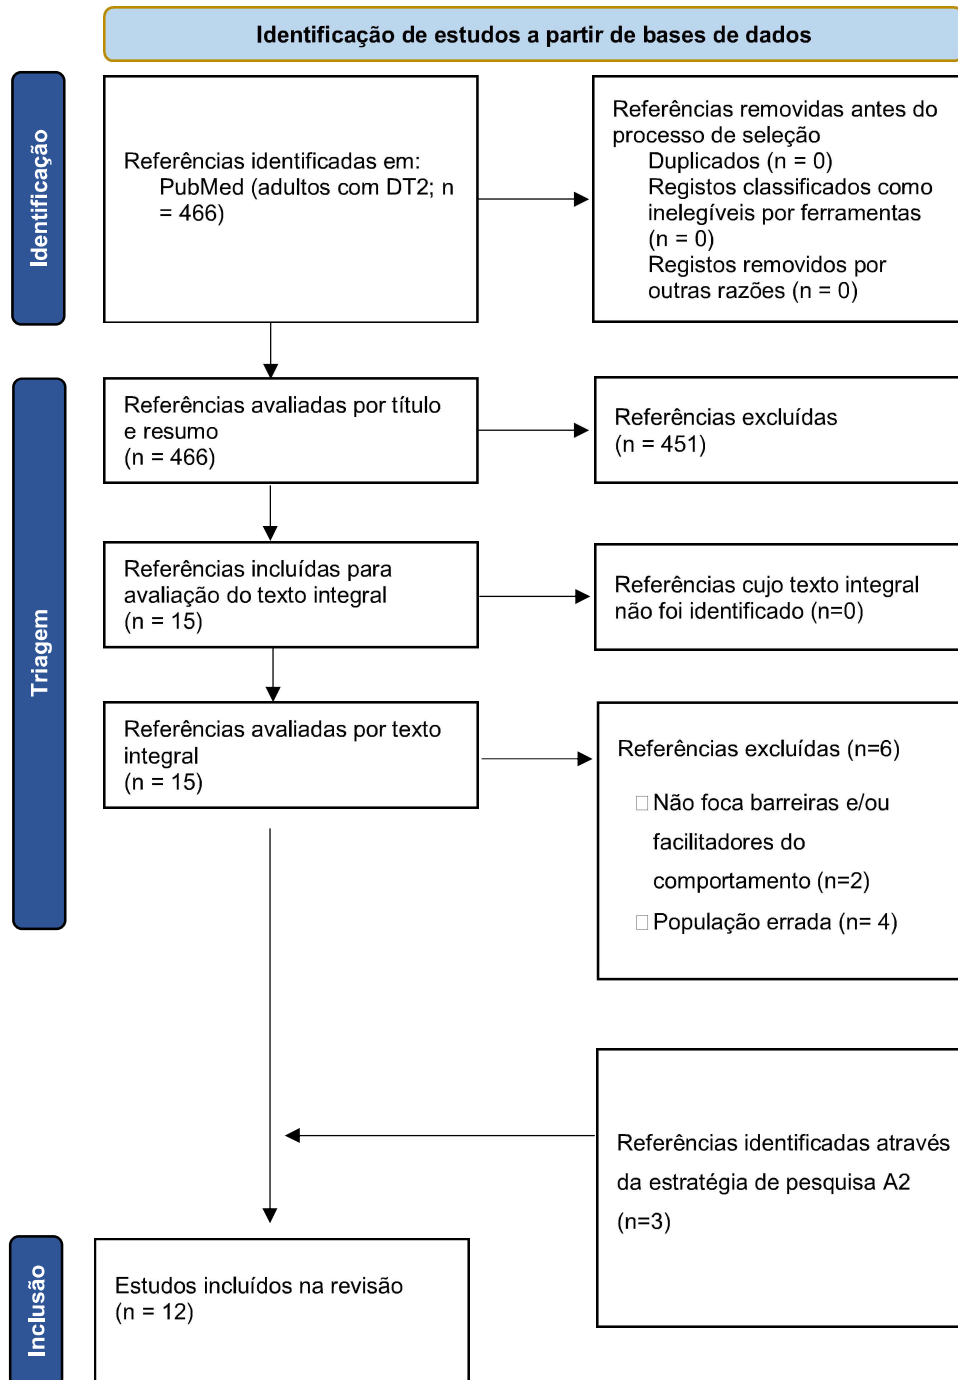 Identificação de estudos a partir de bases de dados
Identificação
Referências identificadas em:
PubMed (adultos com DT2; n
= 466)
Referências removidas antes do
processo de seleção
Duplicados (n = 0)
Registos classificados como
inelegíveis por ferramentas
(n = 0)
Registos removidos por
outras razões (n = 0)
Triagem
Referências avaliadas por título
e resumo
(n = 466)
Referências excluídas
(n = 451)
Referências incluídas para
avaliação do texto integral
(n = 15)
Referências cujo texto integral
não foi identificado (n=0)
Referências avaliadas por texto
integral
(n = 15)
Referências excluídas (n=6)
Não foca barreiras e/ou
facilitadores do
comportamento (n=2)
População errada (n= 4)
Referências identificadas através
da estratégia de pesquisa A2
(n=3)
Inclusão
Estudos incluídos na revisão
(n = 12)